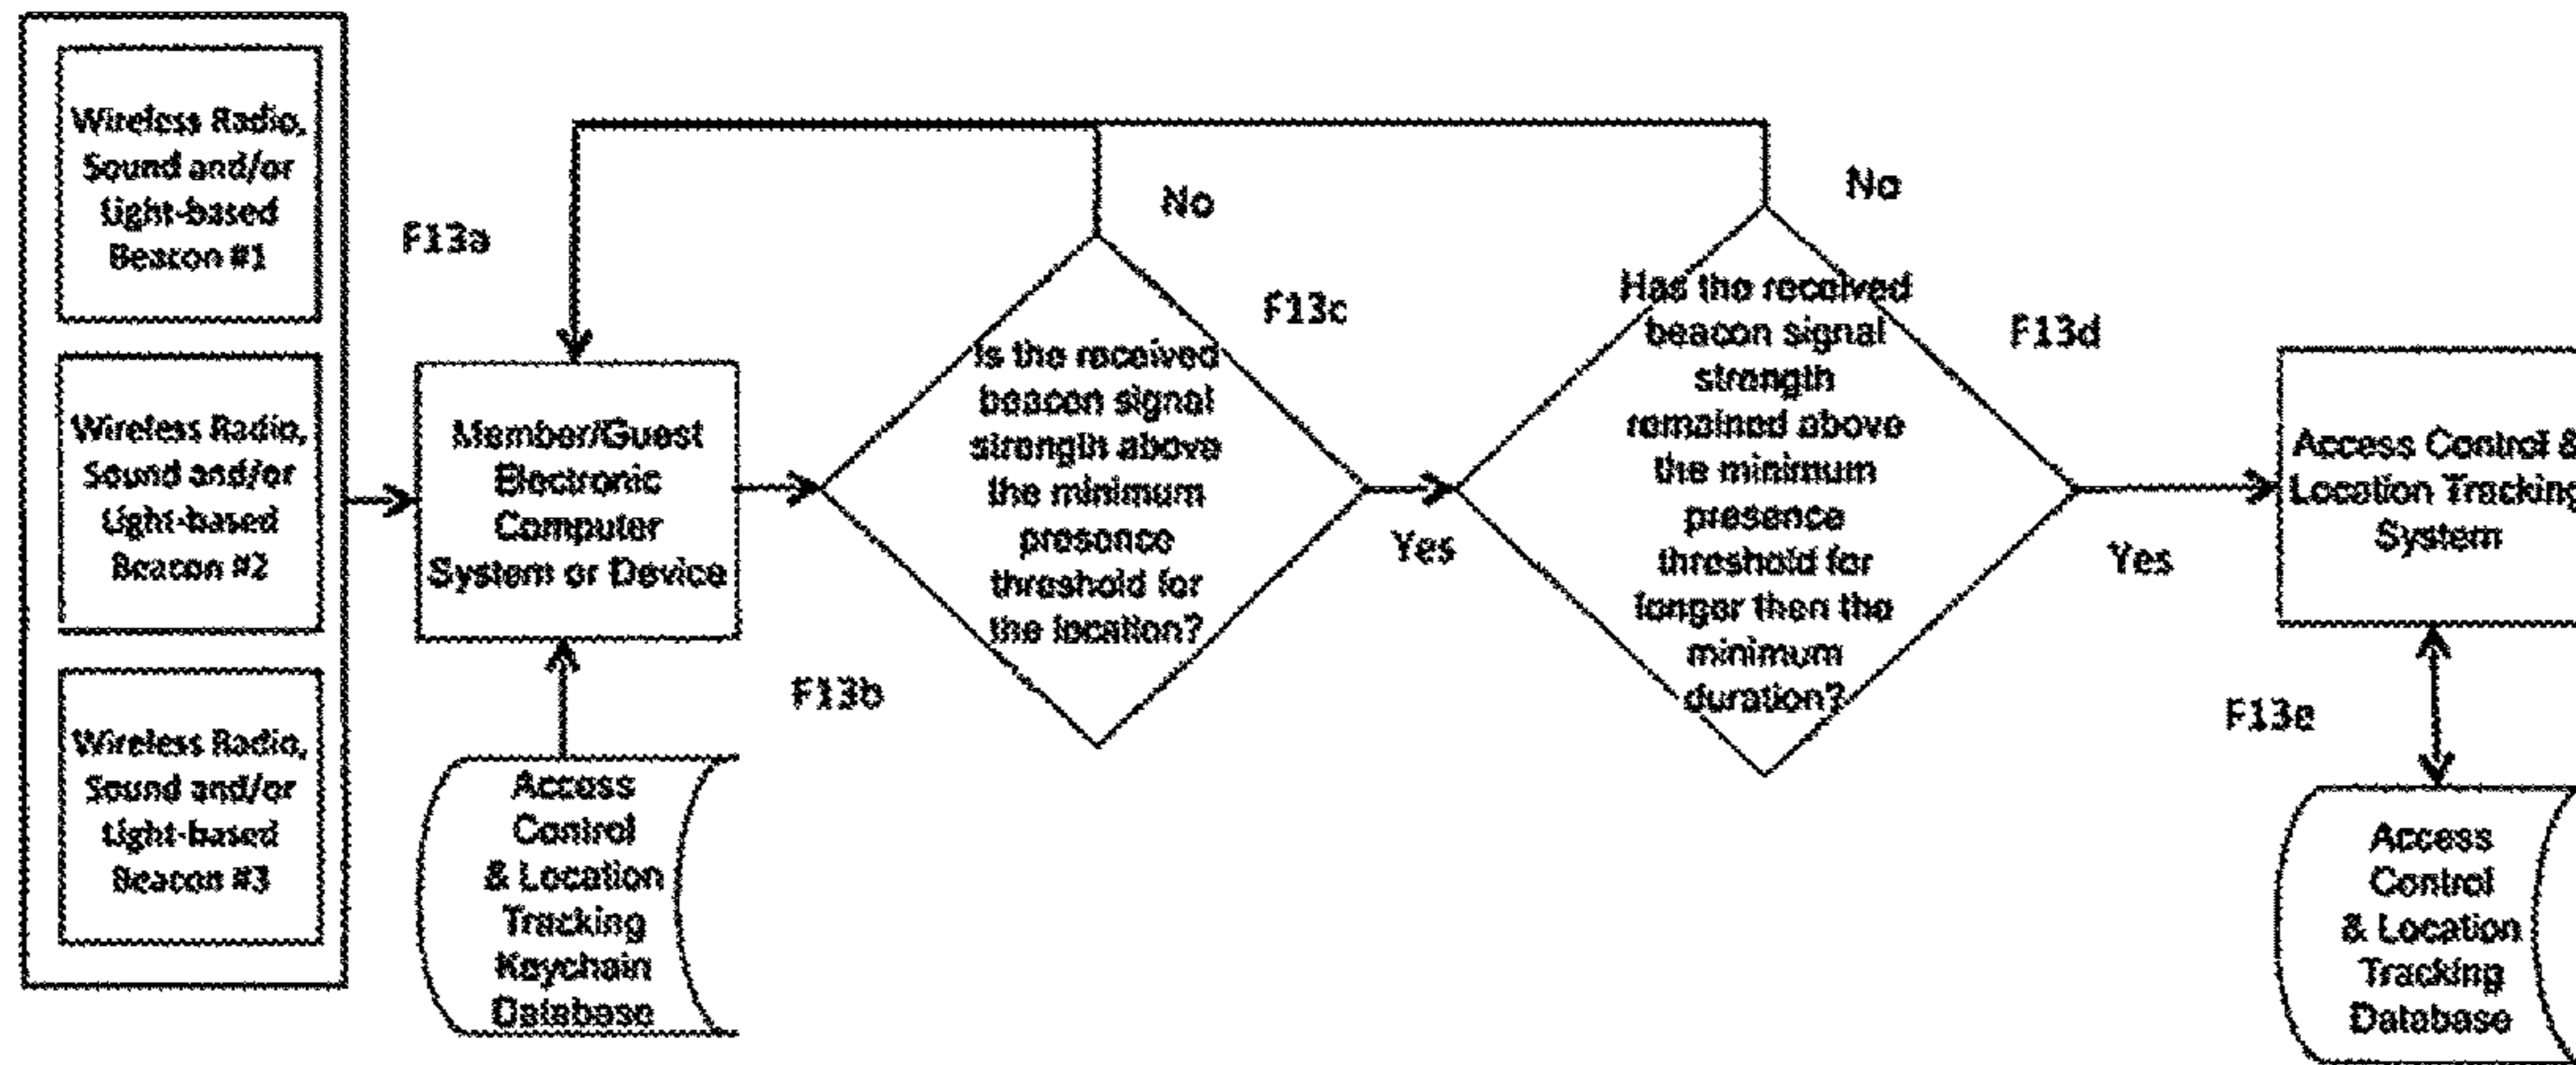 Wireless Radio,
Sound and/or
Light-based
Beacon #1
Wireless Radio,
Sound and/or
Light-based
Beacon #2
Wireless Radio,
Sound and/or
Light-based
Beacon #3
F13a
Member/Guest
Electronic
Computer
System or Device
F13b
Access
Control
& Location
Tracking
Keychain
Database
No
F13c
Is the received
beacon signal
strength above
the minimum
presence
threshold for
the location?
Yes
No
F13d
Has the received
beacon signal
strength
remained above
the minimum
presence
threshold for
longer then the
minimum
duration?
Yes
Access Control &
Location Tracking
System
F13e
Access
Control
& Location
Tracking
Database